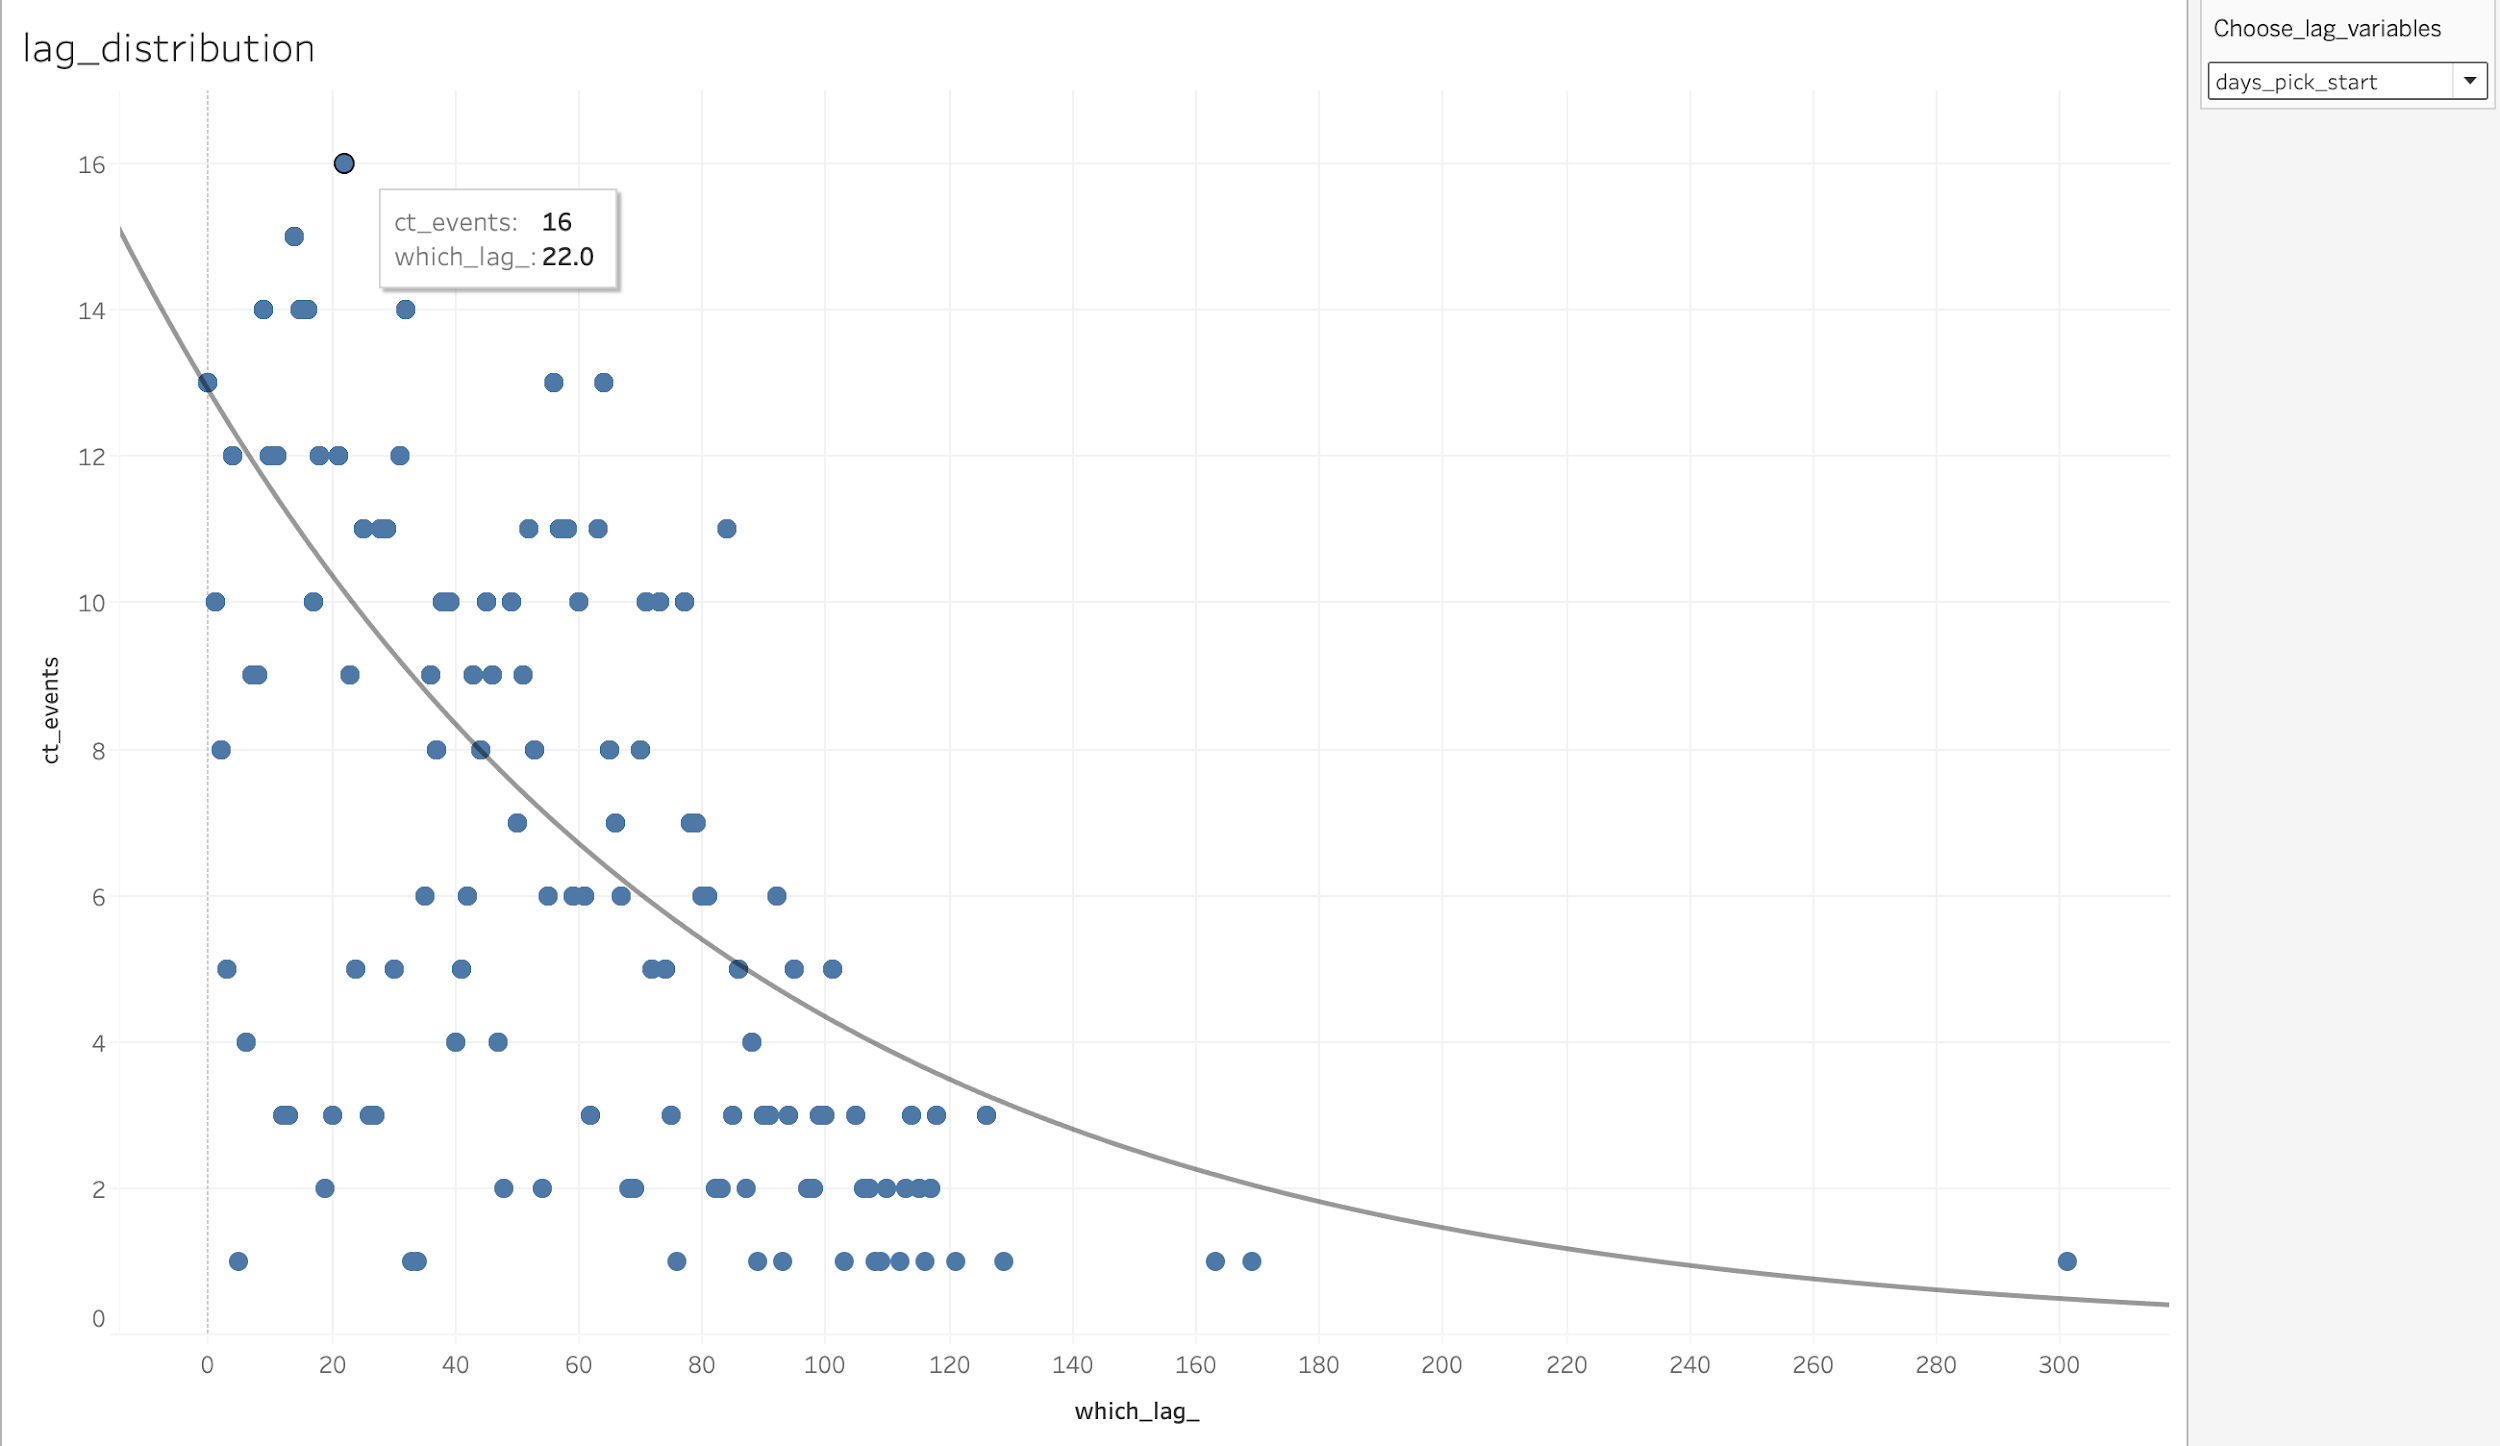 lag_distribution
Choose_lag_variables
days_pick_start
16
ct_events: 16
which_lag_: 22.0
14
12
10
8
6
4
2
0
ct_events
0 20 40 60 80 100 120 140 160 180 200 220 240 260 280 300
which_lag_